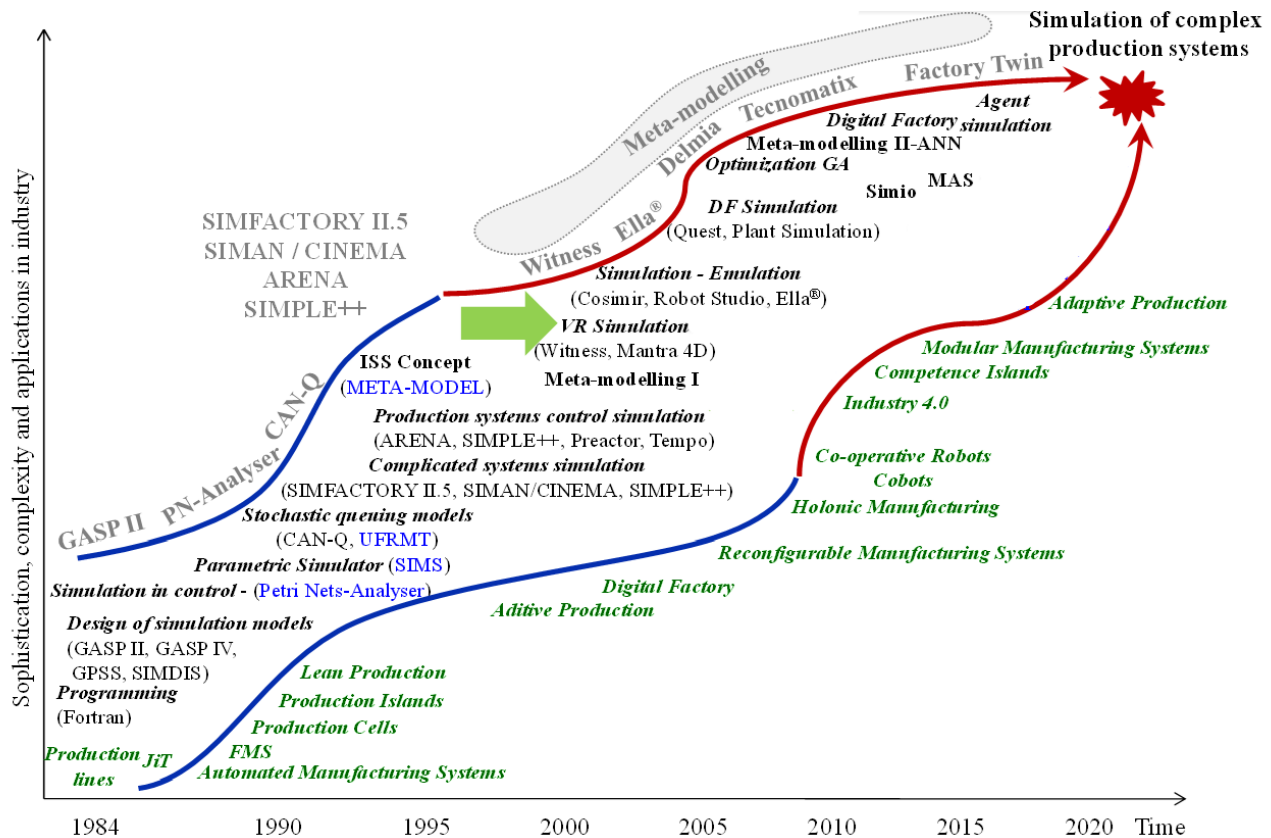 Simulation of complex
production systems
Sophistication, complexity and applications in industry
Meta-modelling
Witness Ella® Delmia Tecnomatix Factory Twin
Agent
simulation
Digital Factory
Meta-modelling II-ANN
Optimization GA
Simio
MAS
DF Simulation
(Quest, Plant Simulation)
SIMFACTORY II.5
SIMAN / CINEMA
ARENA
SIMPLE++
Simulation - Emulation
(Cosimir, Robot Studio, Ella®)
VR Simulation
(Witness, Mantra 4D)
Meta-modelling I
ISS Concept
(META-MODEL)
GASP II PN-Analyser CAN-Q
Production systems control simulation
(ARENA, SIMPLE++, Preactor, Tempo)
Complicated systems simulation
(SIMFACTORY II.5, SIMAN/CINEMA, SIMPLE++)
Stochastic queuing models
(CAN-Q, UFRMT)
Parametric Simulator (SIMS)
Simulation in control - (Petri Nets-Analyser)
Design of simulation models
(GASP II, GASP IV,
GPSS, SIMDIS)
Programming
(Fortran)
Adaptive Production
Modular Manufacturing Systems
Competence Islands
Industry 4.0
Co-operative Robots
Cobots
Holonic Manufacturing
Reconfigurable Manufacturing Systems
Digital Factory
Aditive Production
Lean Production
Production Islands
Production Cells
FMS
Automated Manufacturing Systems
Production
lines
JiT
1984 1990 1995 2000 2005 2010 2015 2020 Time